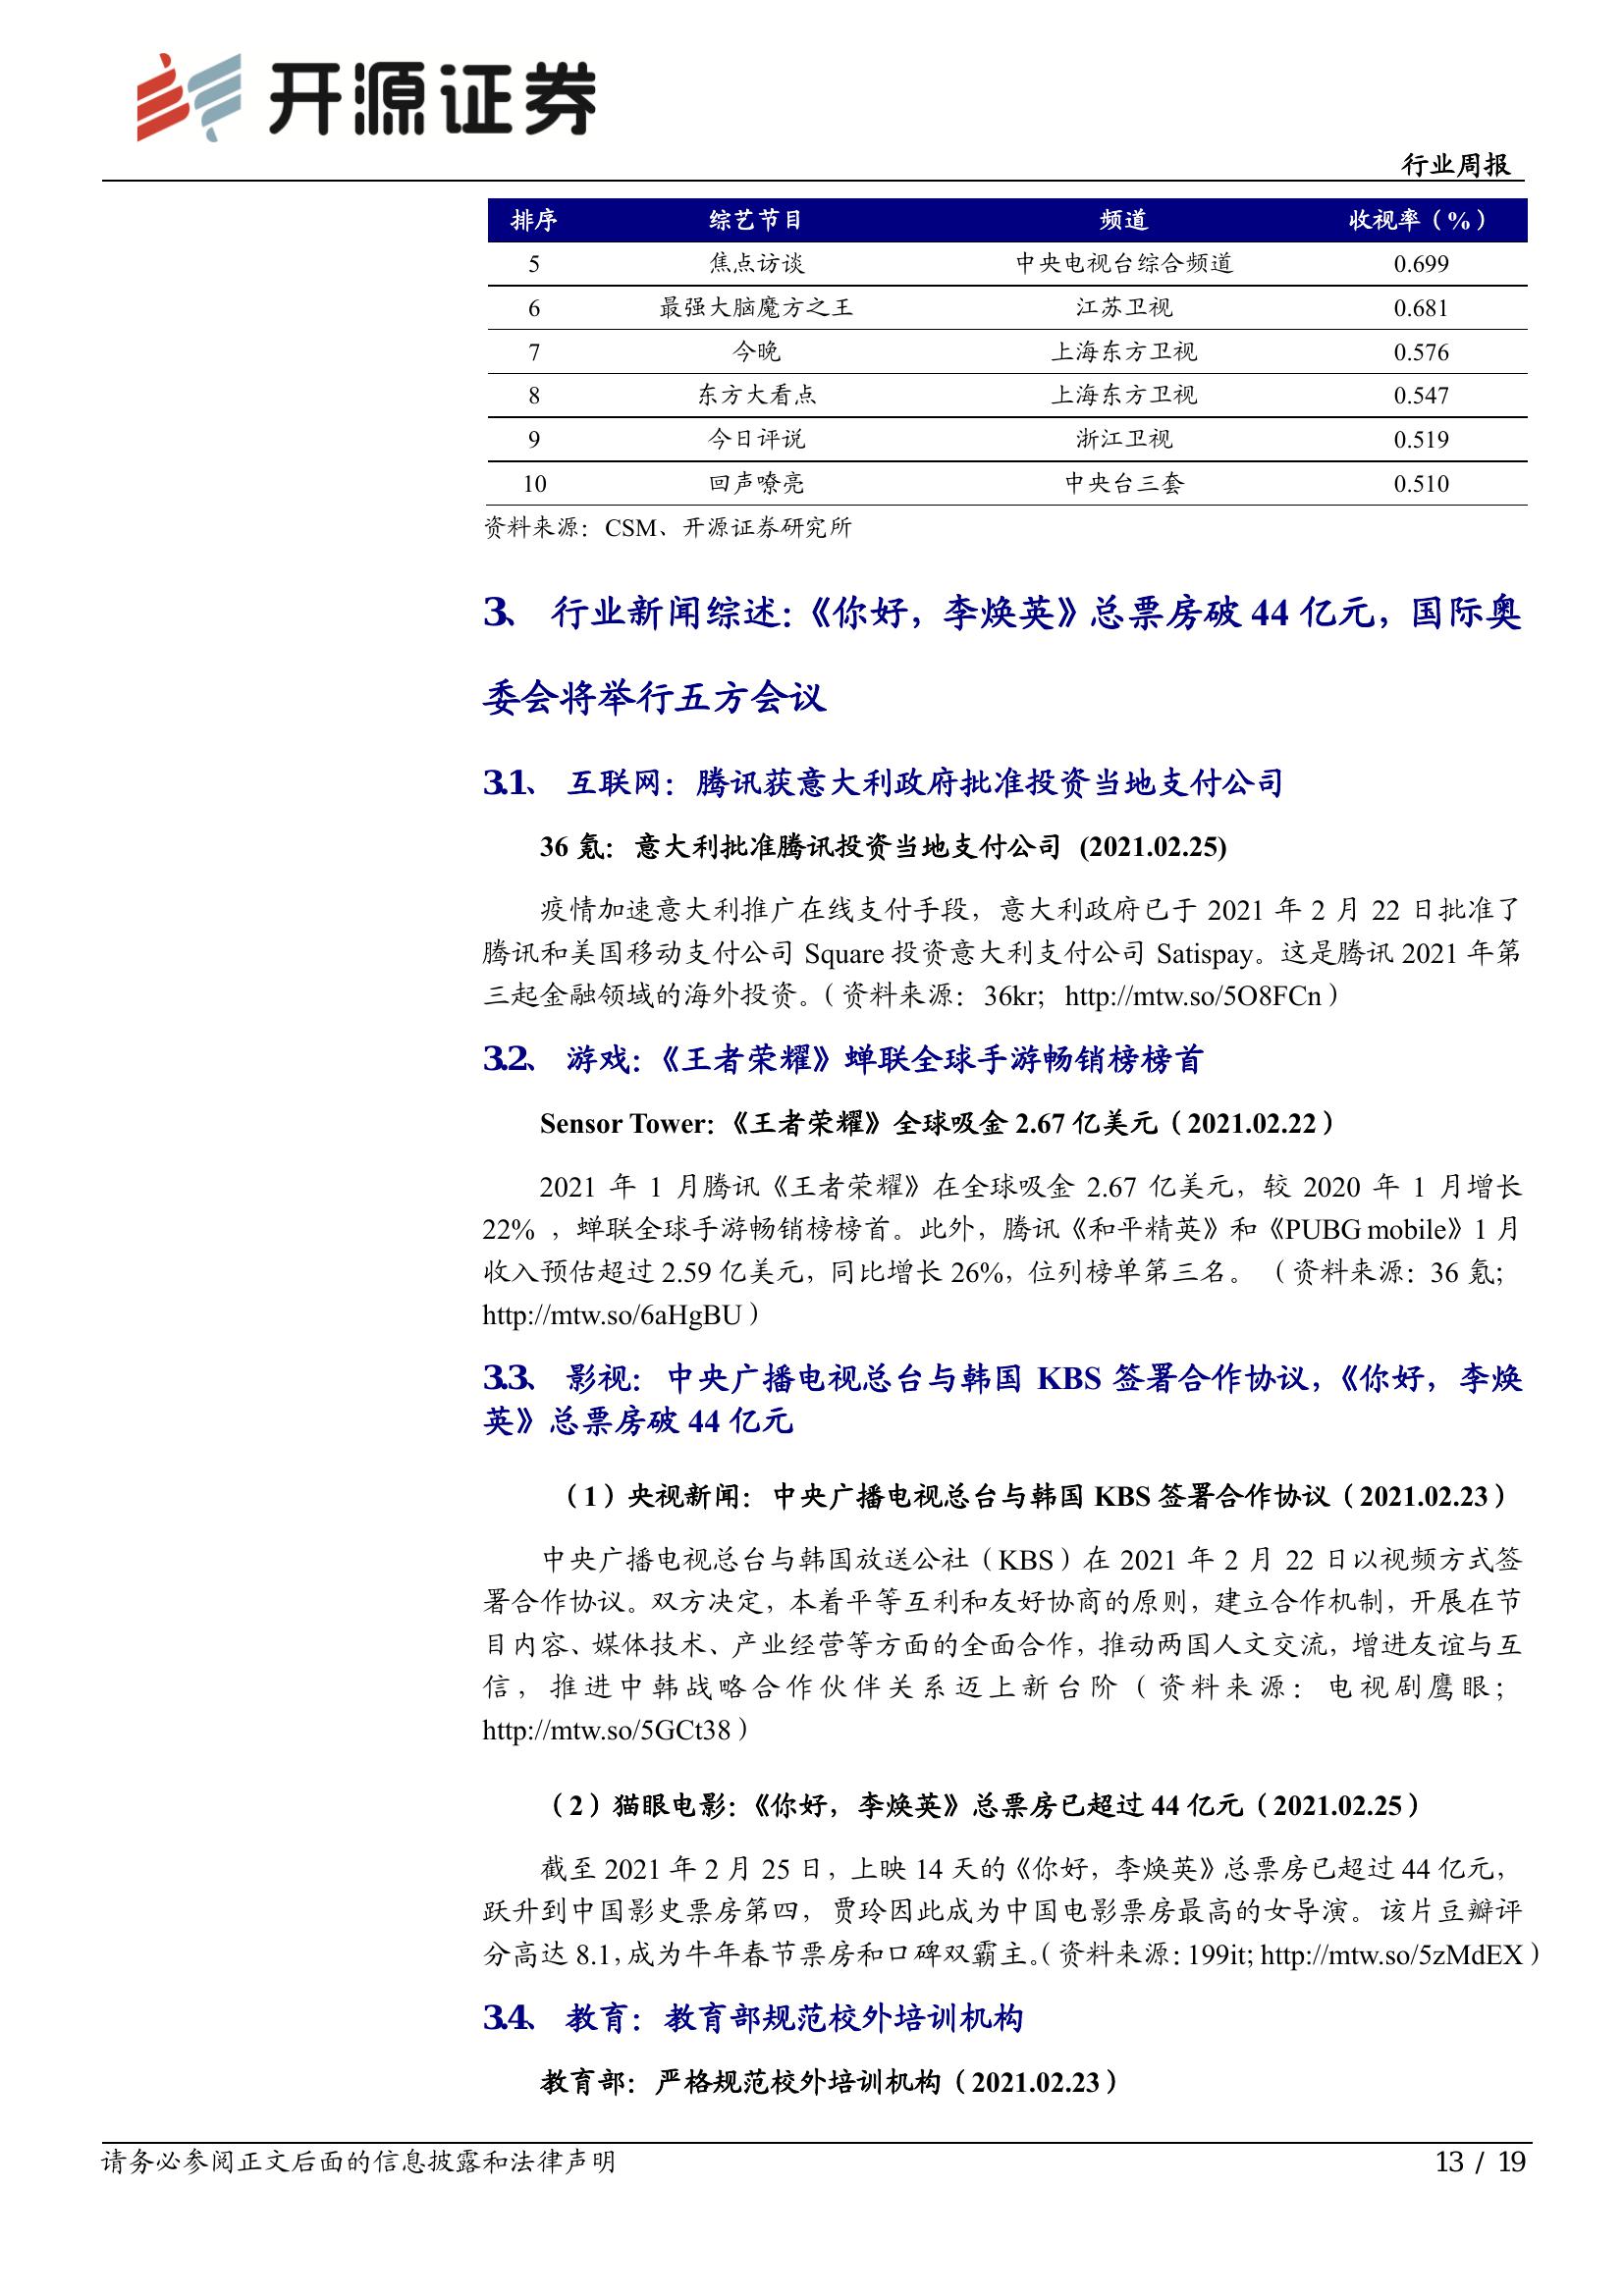 开源证券
行业周报
排序 综艺节目 频道 收视率（%）
5 焦点访谈 中央电视台综合频道 0.699
6 最强大脑魔方之王 江苏卫视 0.681
7 今晚 上海东方卫视 0.576
8 东方大看点 上海东方卫视 0.547
9 今日评说 浙江卫视 0.519
10 回声嘹亮 中央台三套 0.510
资料来源：CSM、开源证券研究所
3、 行业新闻综述：《你好，李焕英》总票房破 44 亿元，国际奥
委会将举行五方会议
3.1、 互联网：腾讯获意大利政府批准投资当地支付公司
36 氪：意大利批准腾讯投资当地支付公司 (2021.02.25)
疫情加速意大利推广在线支付手段，意大利政府已于 2021 年 2 月 22 日批准了
腾讯和美国移动支付公司 Square 投资意大利支付公司 Satispay。这是腾讯 2021 年第
三起金融领域的海外投资。（资料来源：36kr；http://mtw.so/5O8FCn）
3.2、 游戏：《王者荣耀》蝉联全球手游畅销榜榜首
Sensor Tower:《王者荣耀》全球吸金 2.67 亿美元（2021.02.22）
2021 年 1 月腾讯《王者荣耀》在全球吸金 2.67 亿美元，较 2020 年 1 月增长
22% ，蝉联全球手游畅销榜榜首。此外，腾讯《和平精英》和《PUBG mobile》1 月
收入预估超过 2.59 亿美元，同比增长 26%，位列榜单第三名。（资料来源：36 氪；
http://mtw.so/6aHgBU）
3.3、 影视：中央广播电视总台与韩国 KBS 签署合作协议，《你好，李焕
英》总票房破 44 亿元
（1）央视新闻：中央广播电视总台与韩国 KBS 签署合作协议（2021.02.23）
中央广播电视总台与韩国放送公社（KBS）在 2021 年 2 月 22 日以视频方式签
署合作协议。双方决定，本着平等互利和友好协商的原则，建立合作机制，开展在节
目内容、媒体技术、产业经营等方面的全面合作，推动两国人文交流，增进友谊与互
信，推进中韩战略合作伙伴关系迈上新台阶（资料来源：电视剧鹰眼；
http://mtw.so/5GCt38）
（2）猫眼电影：《你好，李焕英》总票房已超过 44 亿元（2021.02.25）
截至 2021 年 2 月 25 日，上映 14 天的《你好，李焕英》总票房已超过 44 亿元，
跃升到中国影史票房第四，贾玲因此成为中国电影票房最高的女导演。该片豆瓣评
分高达 8.1，成为牛年春节票房和口碑双霸主。（资料来源：199it；http://mtw.so/5zMdEX）
3.4、 教育：教育部规范校外培训机构
教育部：严格规范校外培训机构（2021.02.23）
请务必参阅正文后面的信息披露和法律声明 13 / 19